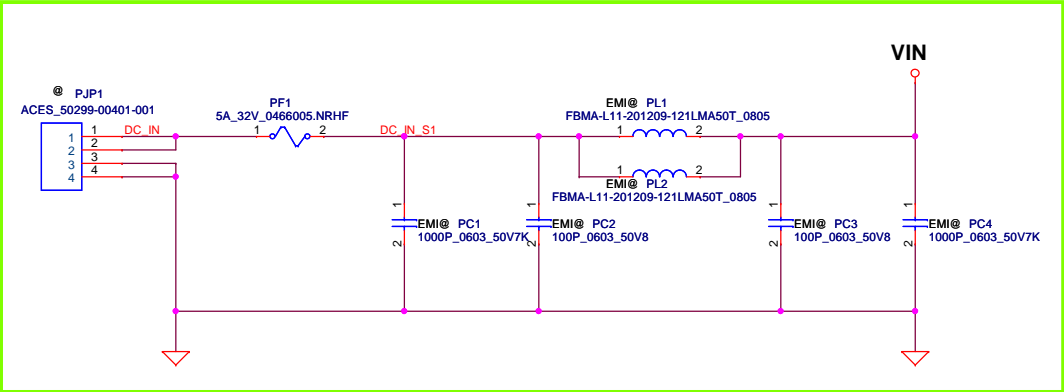 VIN
@ PJP1
ACES_50299-00401-001
1
2
3
4
1
2
3
4
DC_IN
PF1
5A_32V_0466005.NRHF
1
2
DC_IN_S1
EMI@ PL1
FBMA-L11-201209-121LMA50T_0805
1
2
1
2
EMI@ PL2
FBMA-L11-201209-121LMA50T_0805
1
EMI@ PC1
1000P_0603_50V7K
2
1
EMI@ PC2
100P_0603_50V8
2
1
EMI@ PC3
100P_0603_50V8
2
1
EMI@ PC4
1000P_0603_50V7K
2